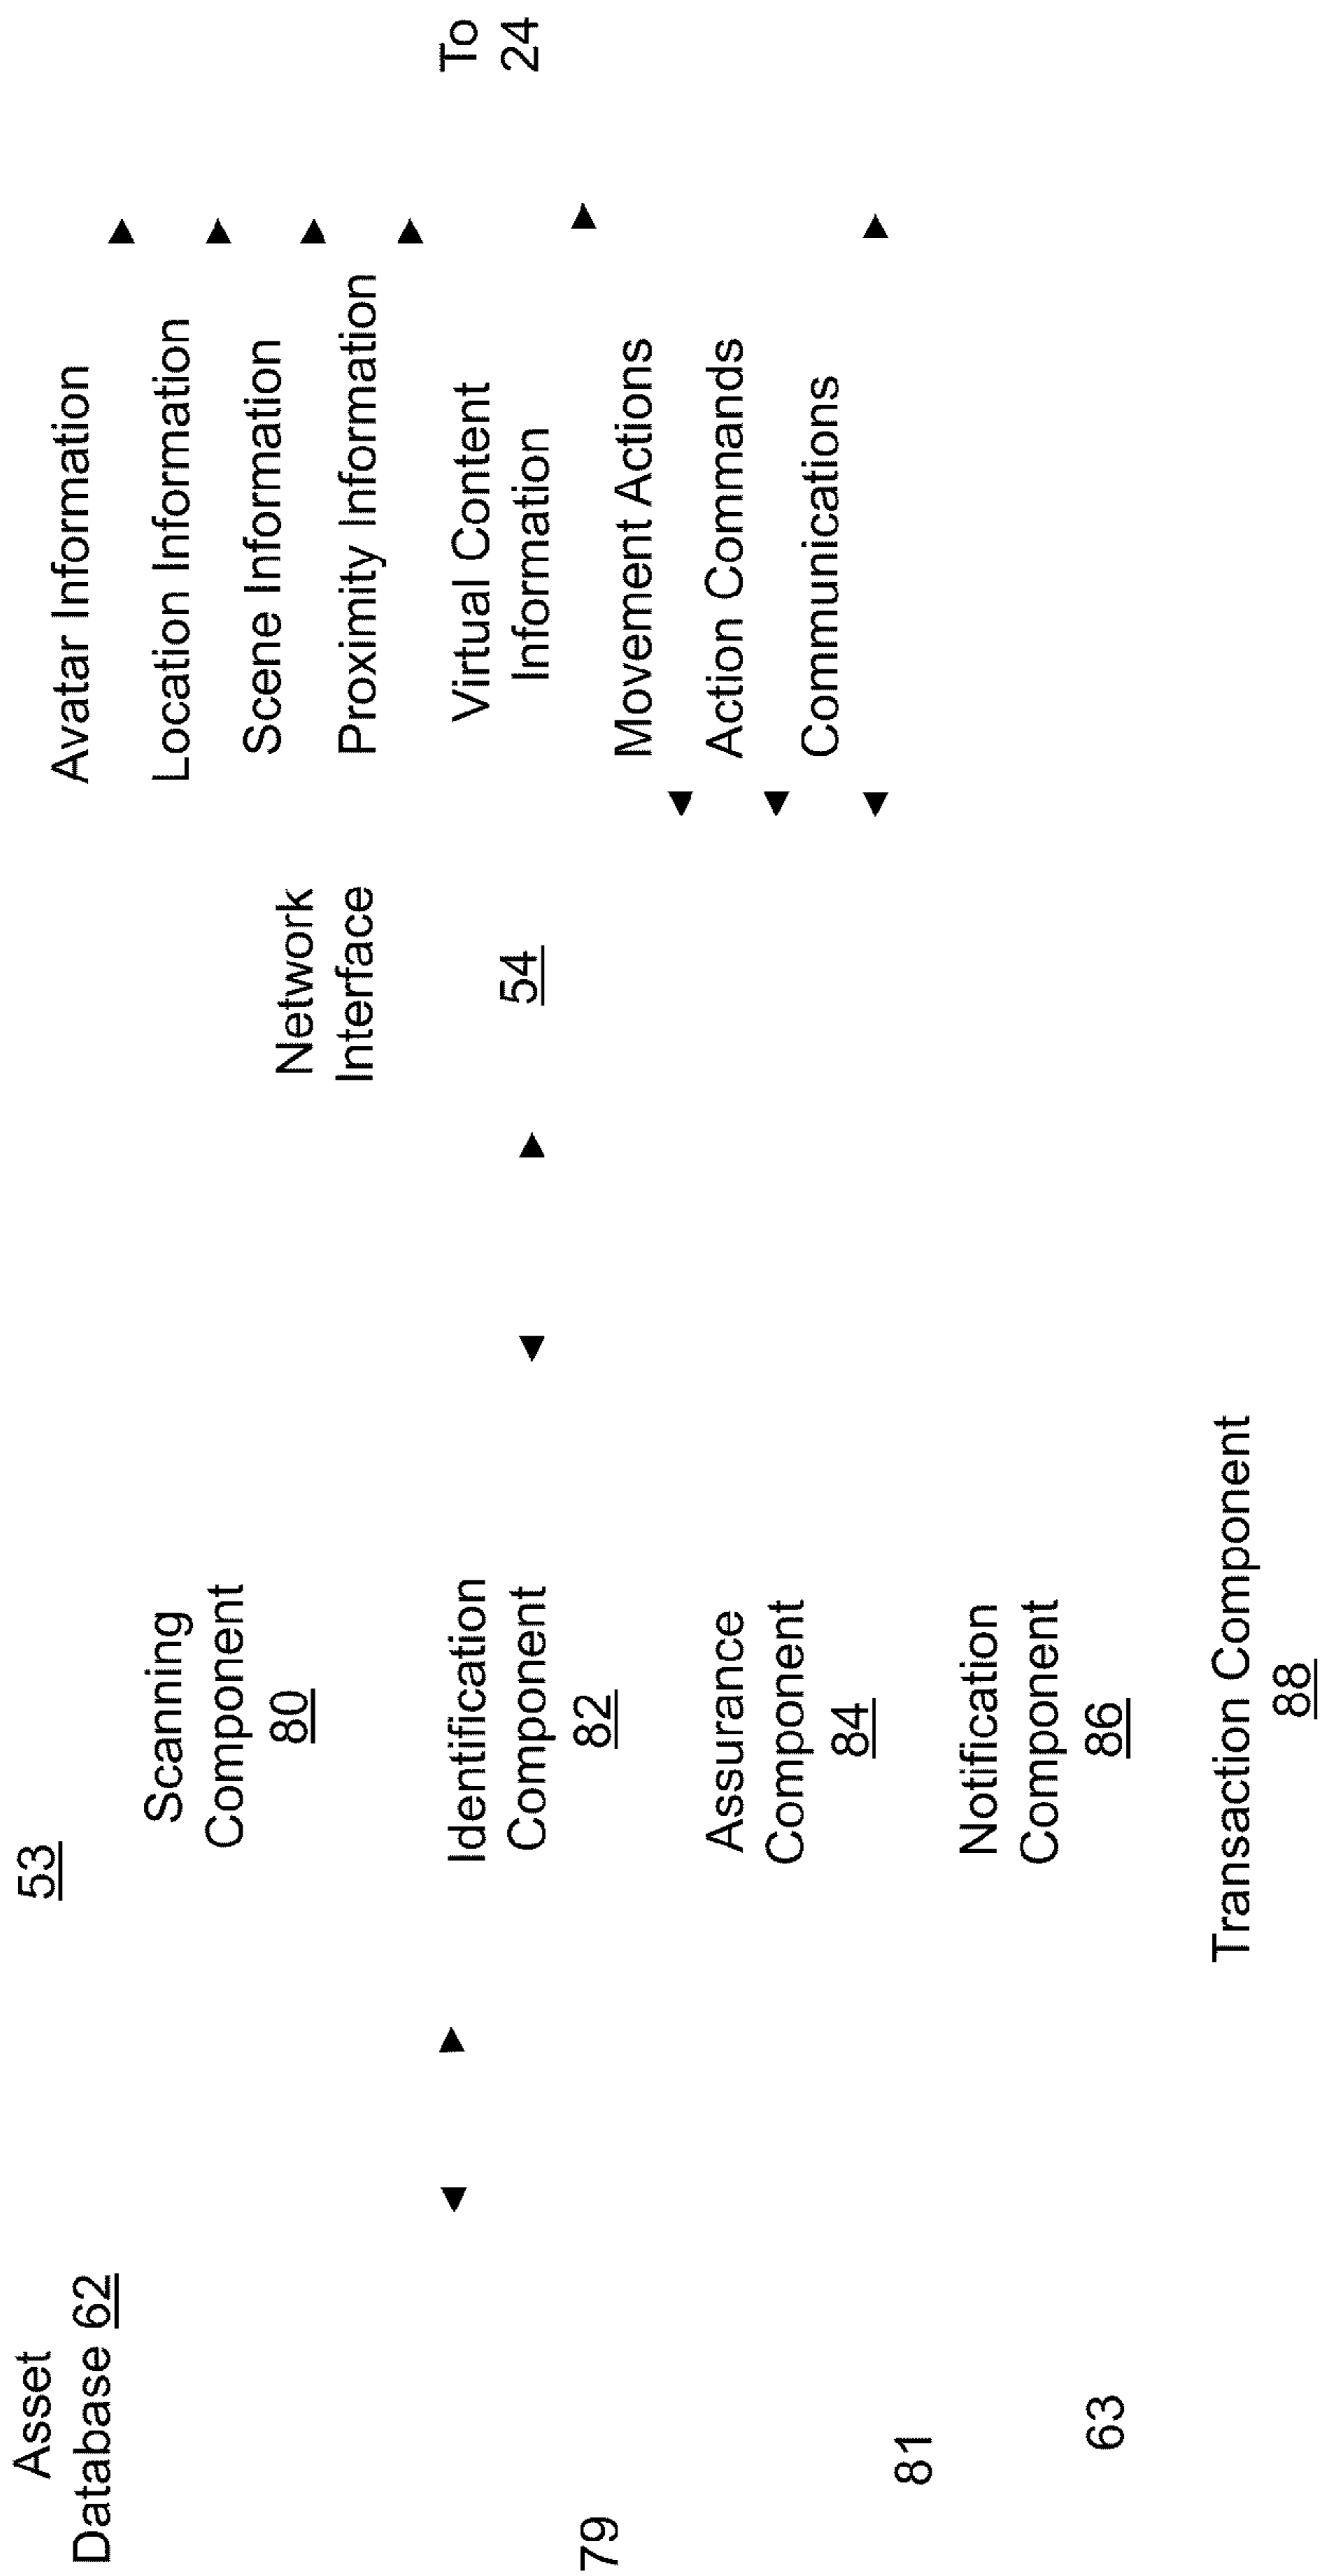 Asset
Database 62
79
81
63
53
Scanning
Component
80
Identification
Component
82
Assurance
Component
84
Notification
Component
86
Transaction Component
88
Network
Interface
54
Avatar Information
Location Information
Scene Information
Proximity Information
Virtual Content
Information
Movement Actions
Action Commands
Communications
To
24